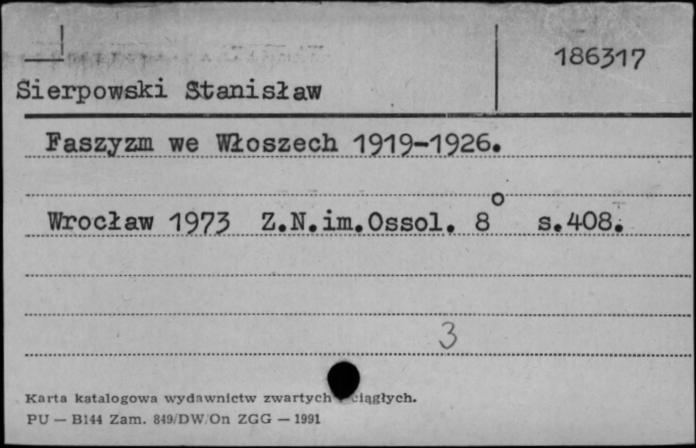 186317
Sierpowski Stanisław
Faszyzm we Włoszech 1919-1926.
Wrocław 1973 Z.N.im.Ossol. 8° s.408.
3
Karta katalogowa wydawnictw zwartych ciągłych.
PU — B144 Zam. 849/DW/On ZGG — 1991